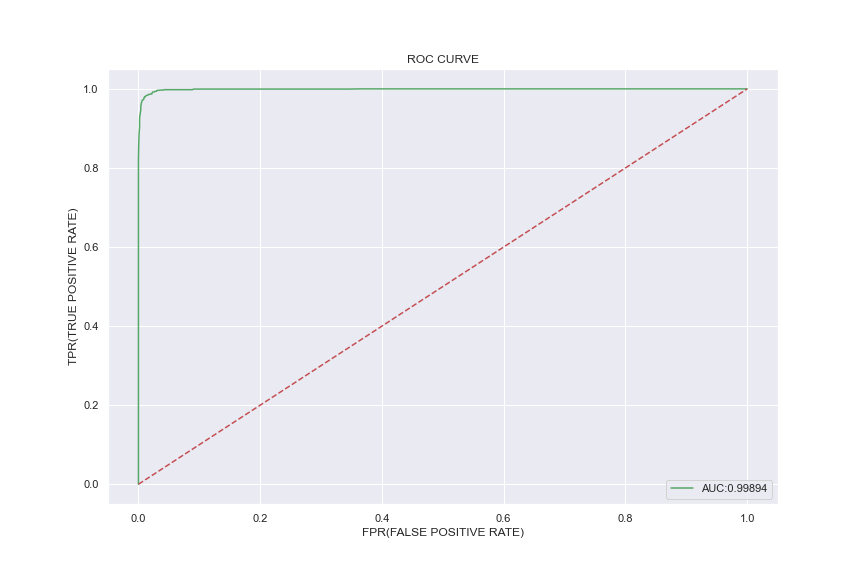 ROC CURVE
1.0
0.8
0.6
0.4
0.2
0.0
TPR(TRUE POSITIVE RATE)
AUC:0.99894
0.0 0.2 0.4 0.6 0.8 1.0
FPR(FALSE POSITIVE RATE)